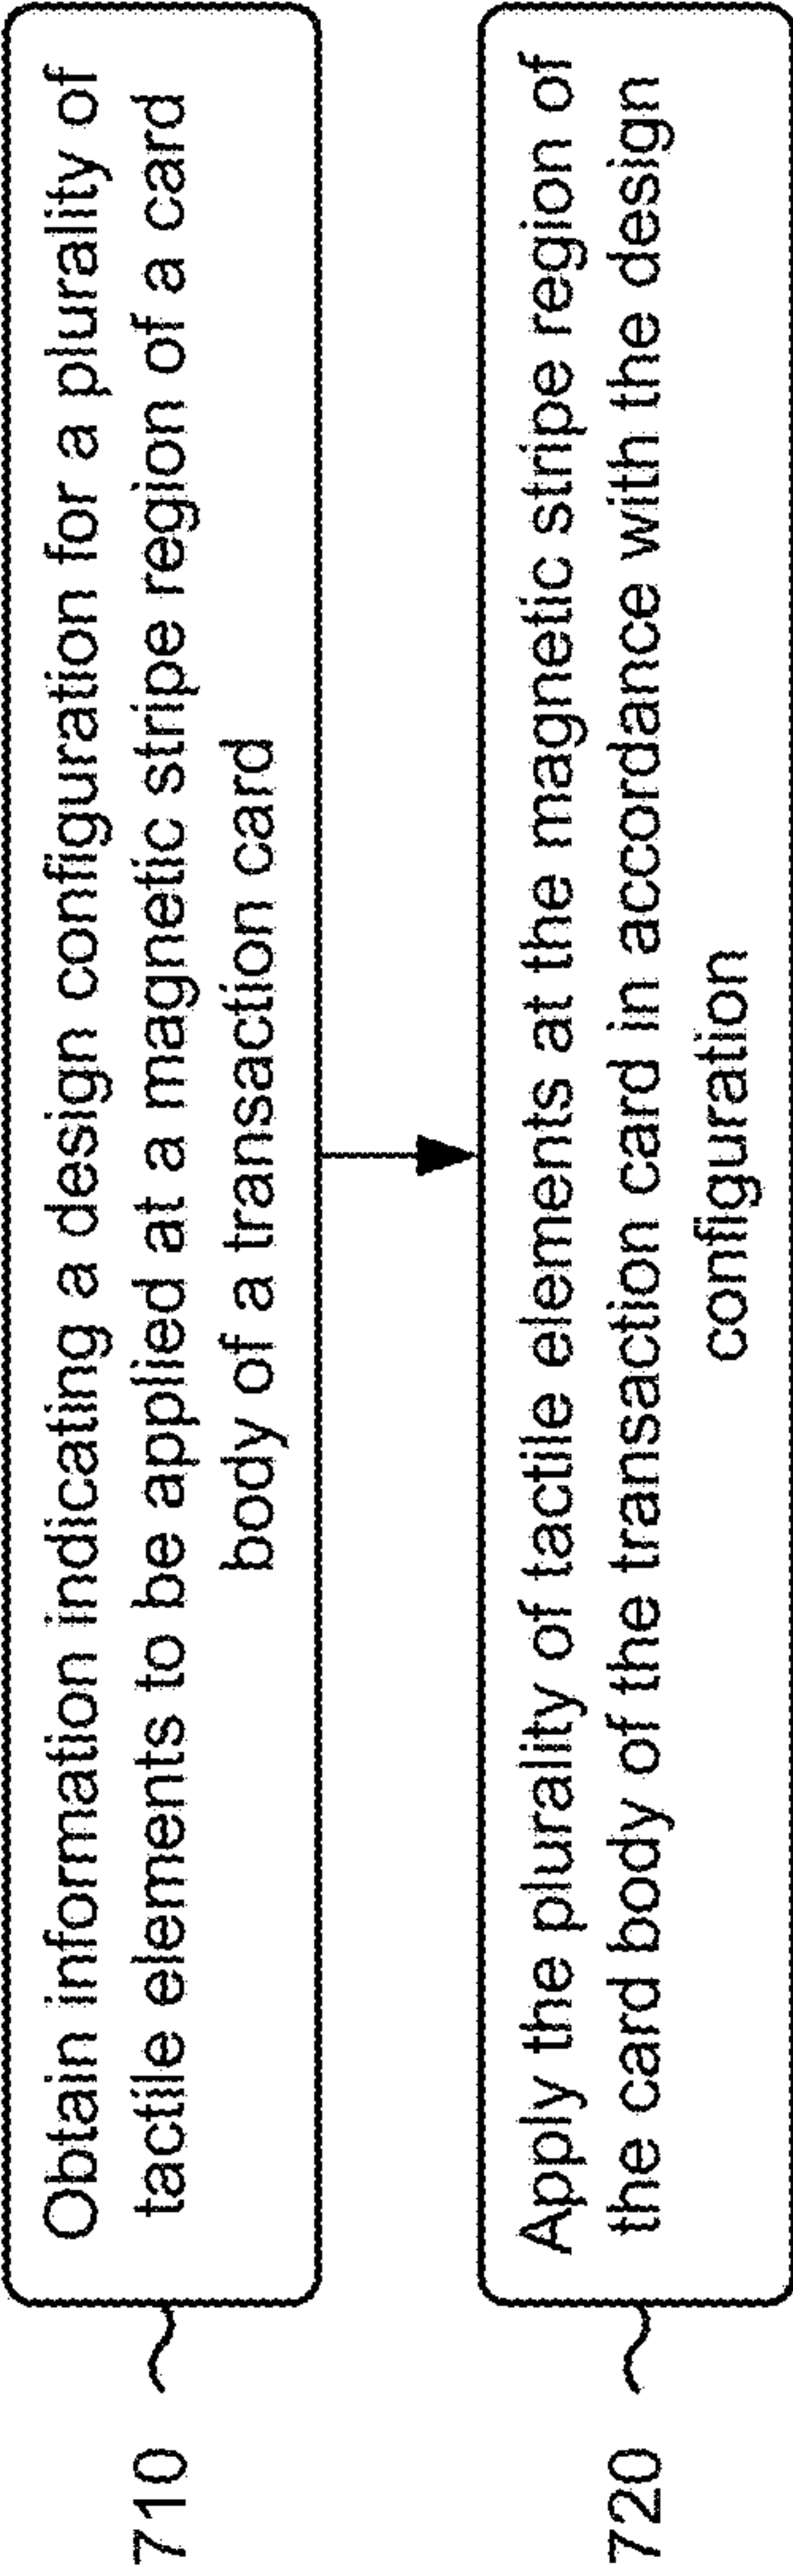 710
Obtain information indicating a design configuration for a plurality of
tactile elements to be applied at a magnetic stripe region of a card
body of a transaction card
720
Apply the plurality of tactile elements at the magnetic stripe region of
the card body of the transaction card in accordance with the design
configuration